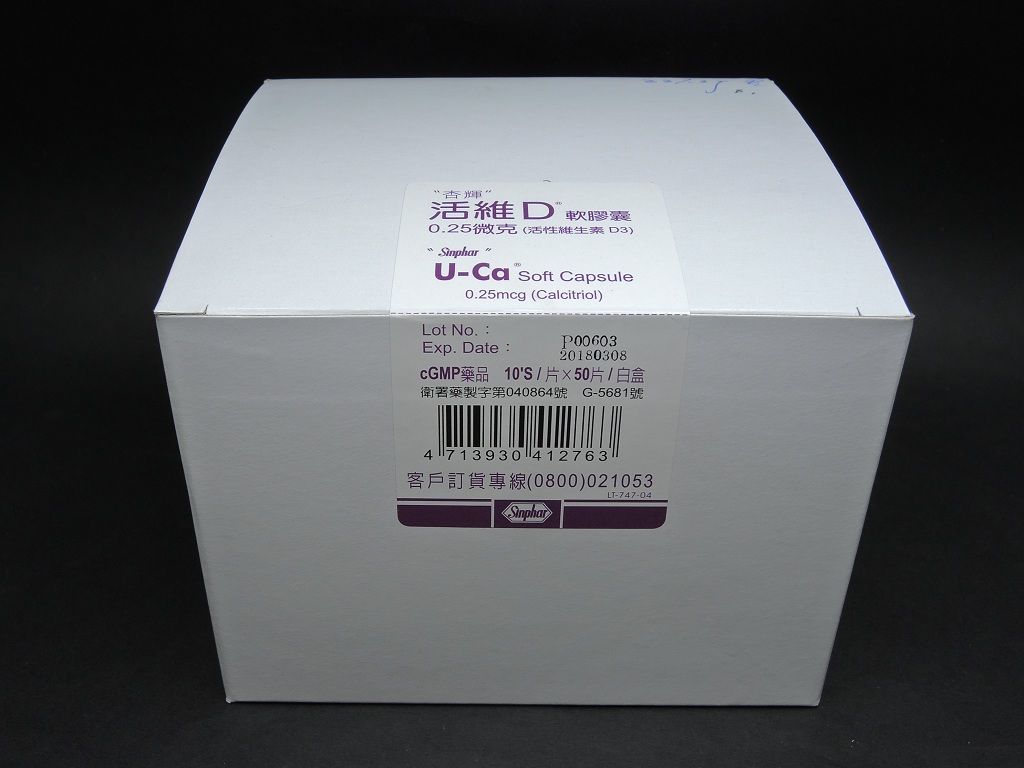 "杏輝"
活維D® 軟膠囊
0.25微克 (活性維生素 D3)
"Sinphar"
U-Ca® Soft Capsule
0.25mcg (Calcitriol)
Lot No.： P00603
Exp. Date： 20180308
cGMP藥品 10'S / 片 × 50片 / 白盒
衛署藥製字第040864號 G-5681號
4 713930 412763
客戶訂貨專線(0800)021053
LT-747-04
Sinphar